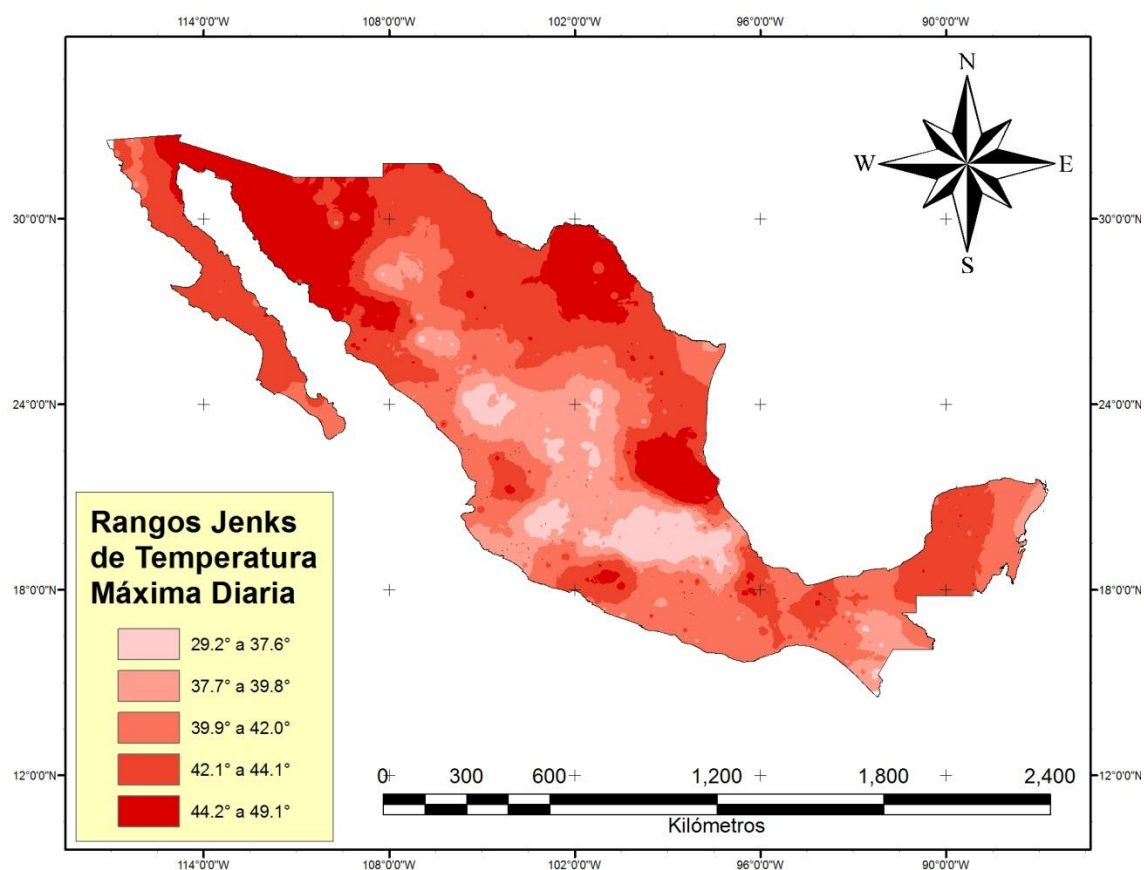 114°0'0"W
108°0'0"W
102°0'0"W
96°0'0"W
90°0'0"W
N
W
E
S
30°0'0"N
30°0'0"N
24°0'0"N
24°0'0"N
18°0'0"N
18°0'0"N
12°0'0"N
12°0'0"N
Rangos Jenks
de Temperatura
Máxima Diaria
29.2° a 37.6°
37.7° a 39.8°
39.9° a 42.0°
42.1° a 44.1°
44.2° a 49.1°
0 300 600 1,200 1,800 2,400
Kilómetros
114°0'0"W
108°0'0"W
102°0'0"W
96°0'0"W
90°0'0"W